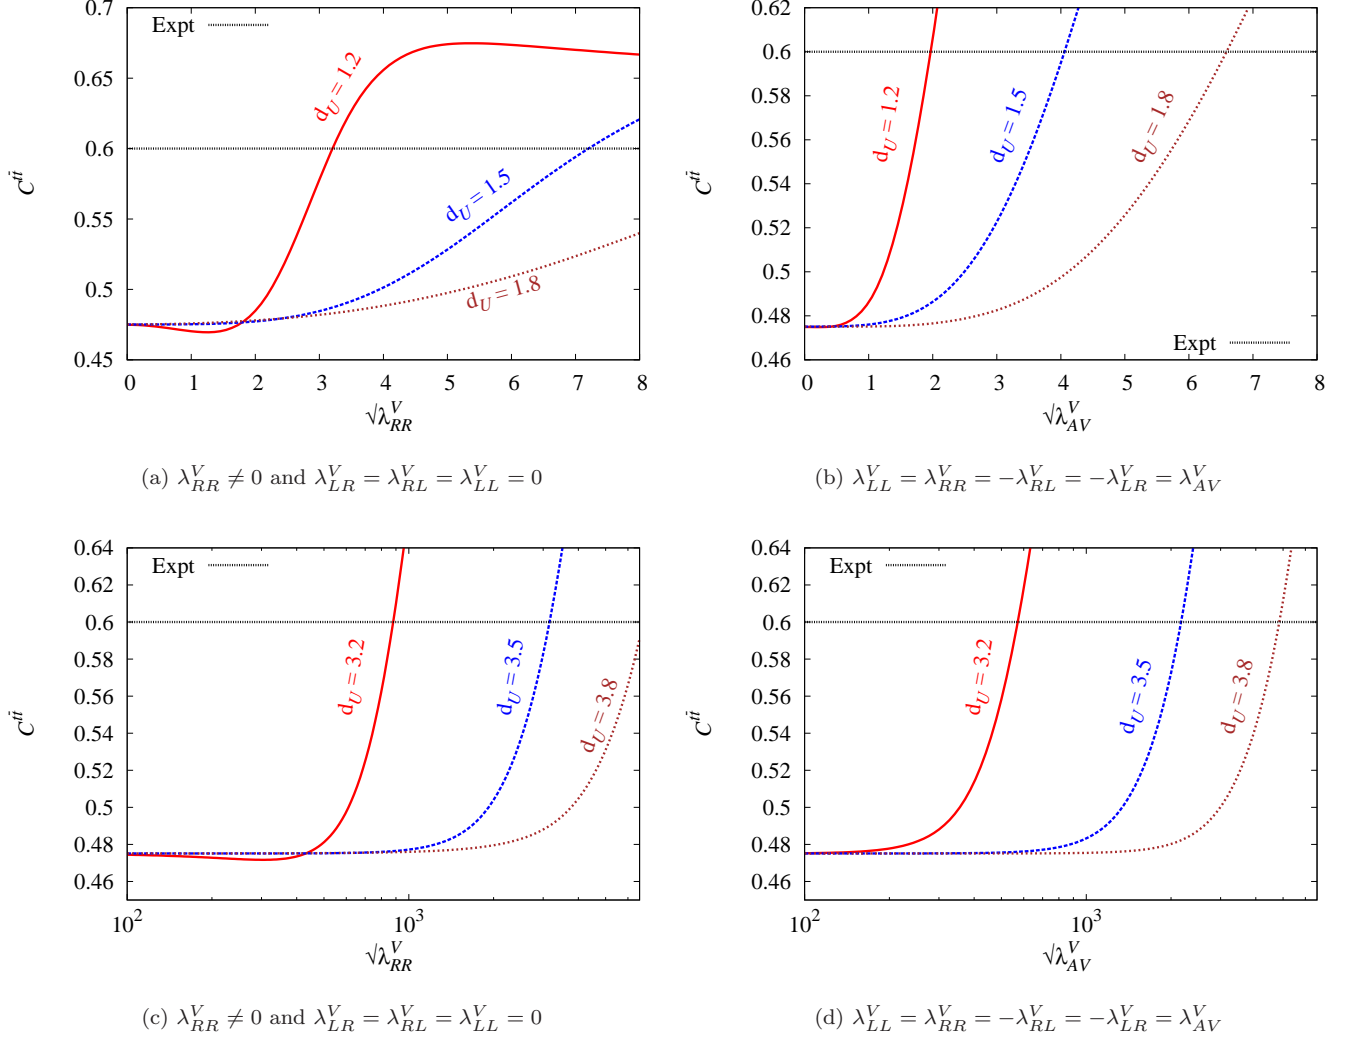 0.7
0.65
0.6
0.55
0.5
0.45
C^{tt̄}
Expt
d_U = 1.2
d_U = 1.5
d_U = 1.8
0 1 2 3 4 5 6 7 8
√λ^V_{RR}
(a) λ^V_{RR} ≠ 0 and λ^V_{LR} = λ^V_{RL} = λ^V_{LL} = 0
0.62
0.6
0.58
0.56
0.54
0.52
0.5
0.48
0.46
C^{tt̄}
d_U = 1.2
d_U = 1.5
d_U = 1.8
Expt
0 1 2 3 4 5 6 7 8
√λ^V_{AV}
(b) λ^V_{LL} = λ^V_{RR} = −λ^V_{RL} = −λ^V_{LR} = λ^V_{AV}
0.64
0.62
0.6
0.58
0.56
0.54
0.52
0.5
0.48
0.46
C^{tt̄}
Expt
d_U = 3.2
d_U = 3.5
d_U = 3.8
10^2 10^3
√λ^V_{RR}
(c) λ^V_{RR} ≠ 0 and λ^V_{LR} = λ^V_{RL} = λ^V_{LL} = 0
0.64
0.62
0.6
0.58
0.56
0.54
0.52
0.5
0.48
0.46
C^{tt̄}
Expt
d_U = 3.2
d_U = 3.5
d_U = 3.8
10^2 10^3
√λ^V_{AV}
(d) λ^V_{LL} = λ^V_{RR} = −λ^V_{RL} = −λ^V_{LR} = λ^V_{AV}